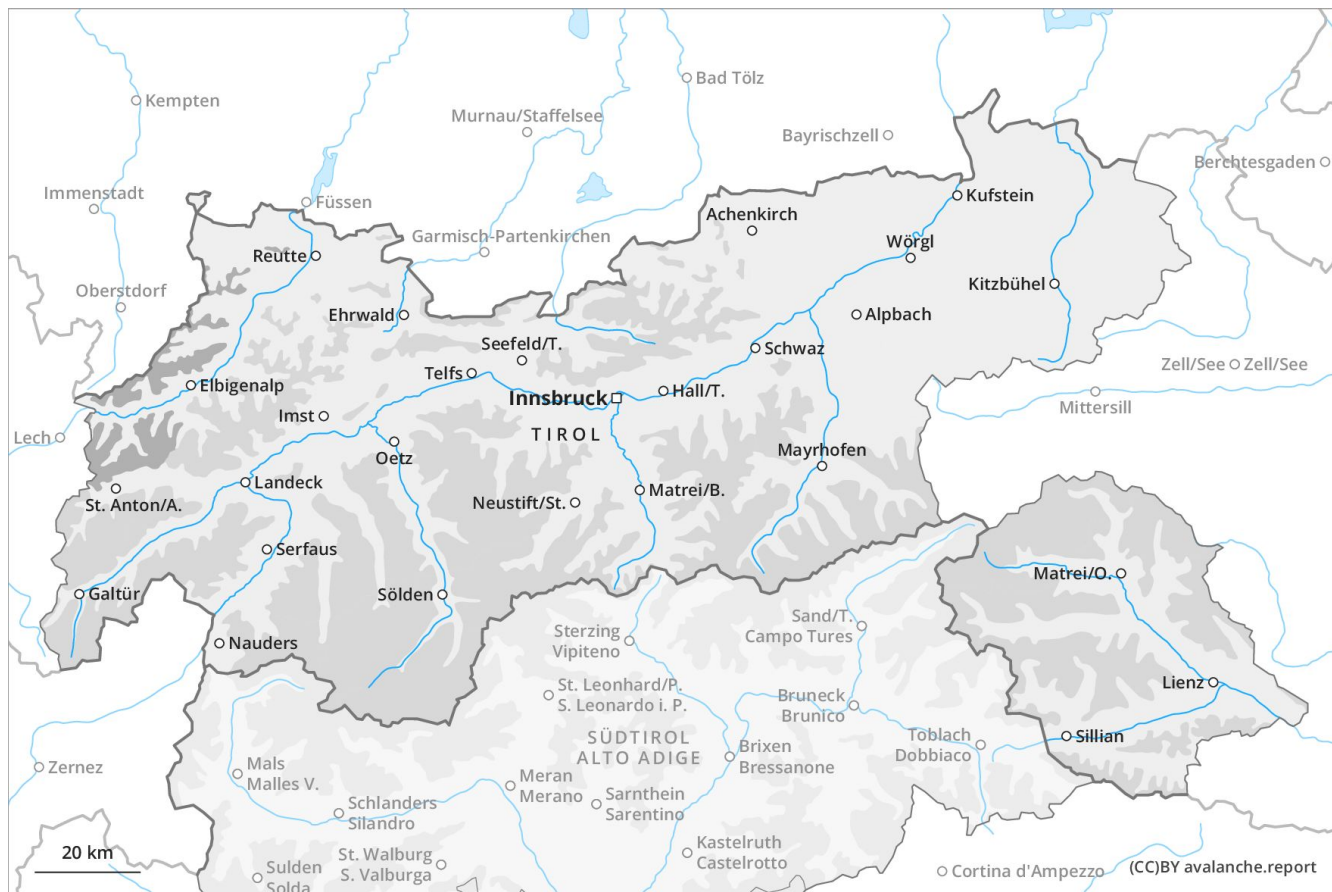 Kempten
Bad Tölz
Murnau/Staffelsee
Bayrischzell
Berchtesgaden
Immenstadt
Füssen
Kufstein
Achenkirch
Garmisch-Partenkirchen
Wörgl
Reutte
Kitzbühel
Oberstdorf
Ehrwald
Alpbach
Seefeld/T.
Schwaz
Zell/See
Zell/See
Telfs
Elbigenalp
Hall/T.
Innsbruck
Mittersill
Imst
TIROL
Lech
Oetz
Mayrhofen
Landeck
Matrei/B.
St. Anton/A.
Neustift/St.
Serfaus
Matrei/O.
Galtür
Sölden
Sand/T.
Campo Tures
Sterzing
Vipiteno
Nauders
Lienz
St. Leonhard/P.
S. Leonardo i. P.
Bruneck
Brunico
Sillian
SÜDTIROL
ALTO ADIGE
Toblach
Dobbiaco
Brixen
Bressanone
Zernez
Mals
Malles V.
Meran
Merano
Sarnthein
Sarentino
Schlanders
Silandro
Kastelruth
Castelrotto
20 km
St. Walburg
S. Valburga
Sulden
Solda
Cortina d'Ampezzo
(CC)BY avalanche.report